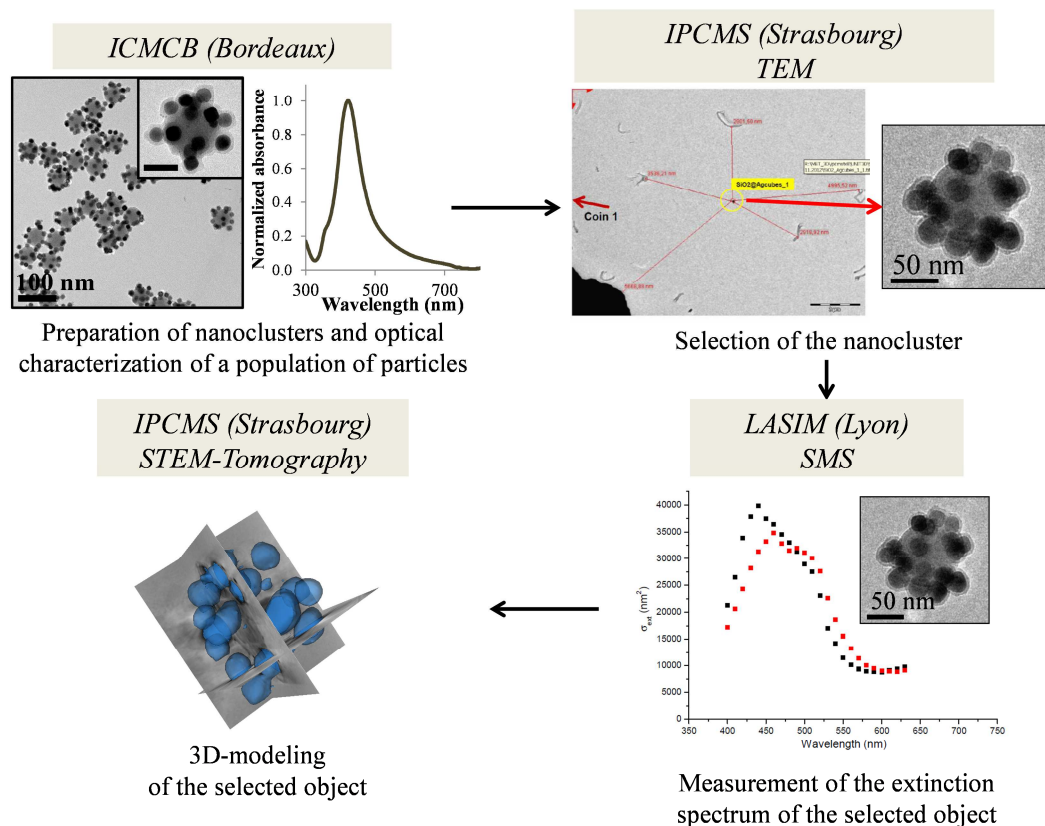 ICMCB (Bordeaux)
100 nm
Normalized absorbance
1.0
0.8
0.6
0.4
0.2
0.0
300 500 700
Wavelength (nm)
Preparation of nanoclusters and optical
characterization of a population of particles
IPCMS (Strasbourg)
TEM
SiO2@Agcubes_1
Coin 1
50 nm
Selection of the nanocluster
IPCMS (Strasbourg)
STEM-Tomography
3D-modeling
of the selected object
LASIM (Lyon)
SMS
σext (nm²)
40000
35000
30000
25000
20000
15000
10000
5000
0
350 400 450 500 550 600 650 700 750
Wavelength (nm)
50 nm
Measurement of the extinction
spectrum of the selected object